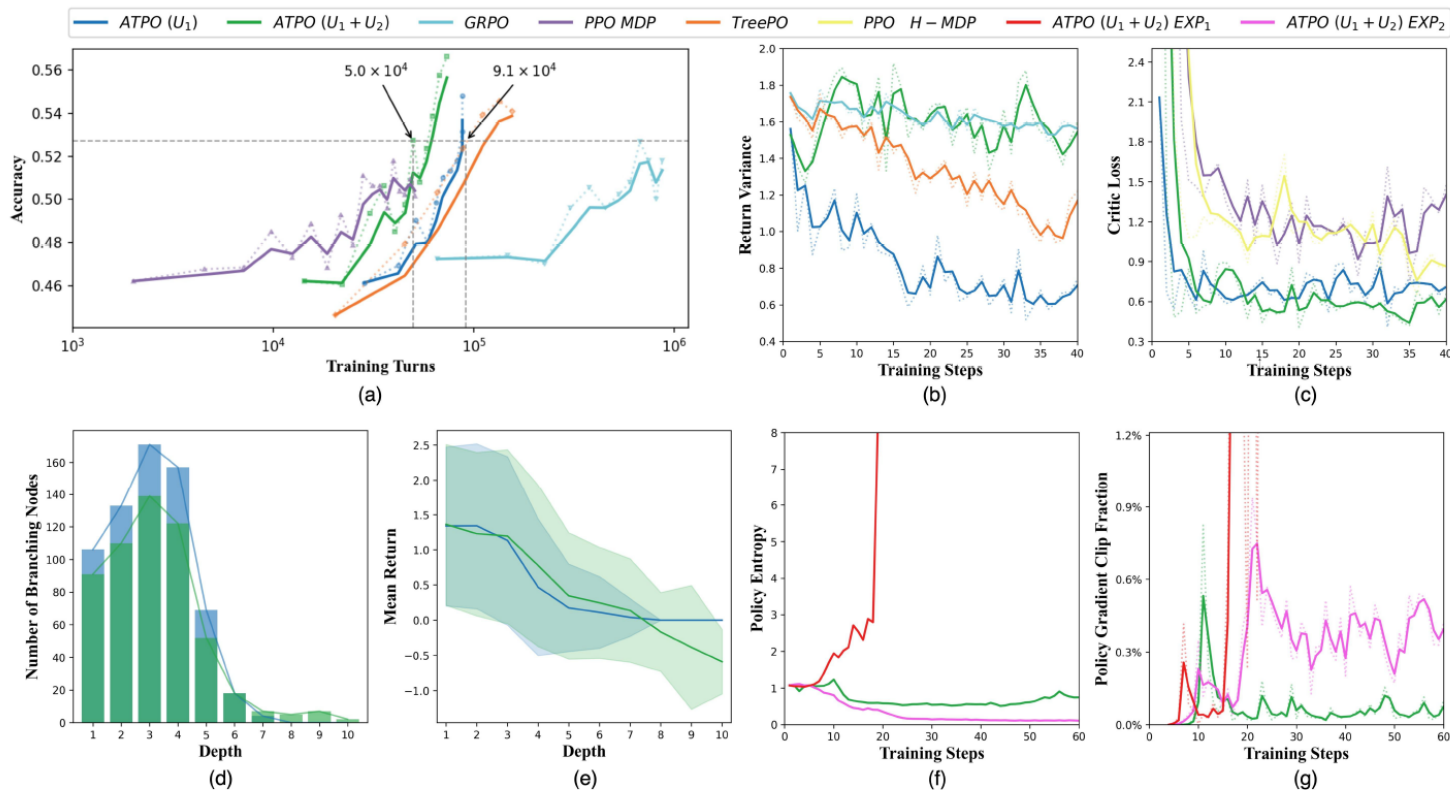 ATPO (U₁) ATPO (U₁ + U₂) GRPO PPO MDP TreePO PPO H − MDP ATPO (U₁ + U₂) EXP₁ ATPO (U₁ + U₂) EXP₂
5.0 × 10⁴ 9.1 × 10⁴
Accuracy
0.56
0.54
0.52
0.50
0.48
0.46
10³ 10⁴ 10⁵ 10⁶
Training Turns
(a)
Return Variance
2.0
1.8
1.6
1.4
1.2
1.0
0.8
0.6
0.4
0 5 10 15 20 25 30 35 40
Training Steps
(b)
Critic Loss
2.4
2.1
1.8
1.5
1.2
0.9
0.6
0.3
0 5 10 15 20 25 30 35 40
Training Steps
(c)
Number of Branching Nodes
160
140
120
100
80
60
40
20
0
1 2 3 4 5 6 7 8 9 10
Depth
(d)
Mean Return
2.5
2.0
1.5
1.0
0.5
0.0
−0.5
−1.0
1 2 3 4 5 6 7 8 9 10
Depth
(e)
Policy Entropy
8
7
6
5
4
3
2
1
0
0 10 20 30 40 50 60
Training Steps
(f)
Policy Gradient Clip Fraction
1.2%
0.9%
0.6%
0.3%
0.0%
0 10 20 30 40 50 60
Training Steps
(g)